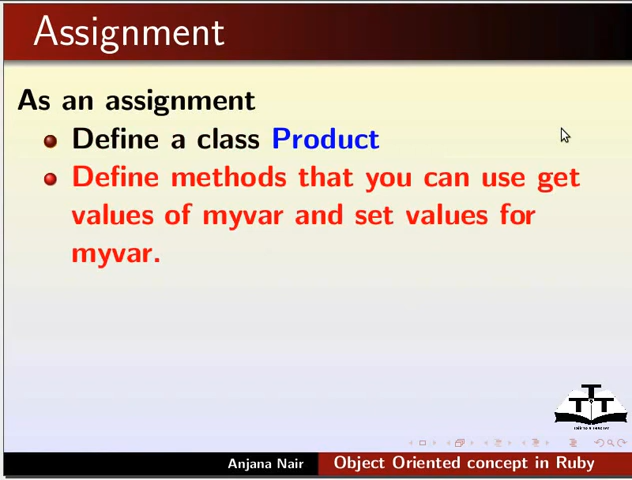 Assignment
As an assignment
Define a class Product
Define methods that you can use get
values of myvar and set values for
myvar.
Anjana Nair
Object Oriented concept in Ruby